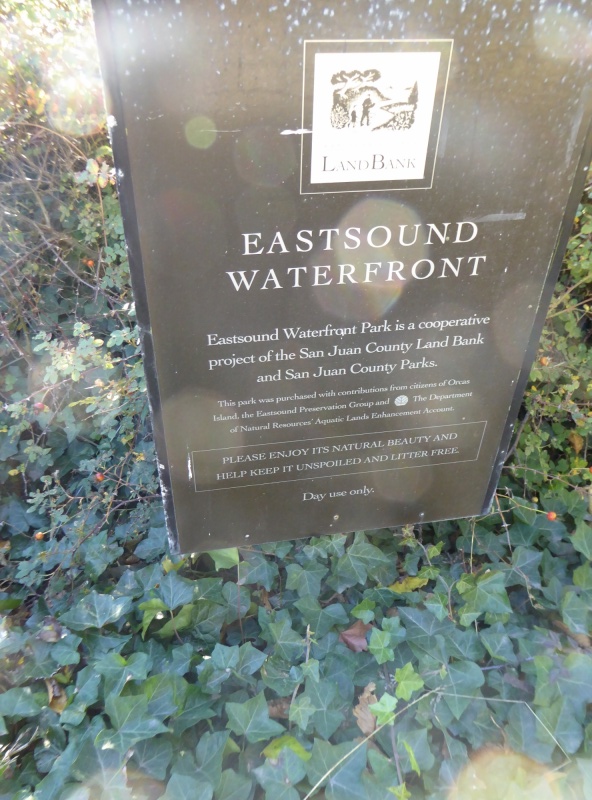 LANDBANK
EASTSOUND
WATERFRONT
Eastsound Waterfront Park is a cooperative
project of the San Juan County Land Bank
and San Juan County Parks.
This park was purchased with contributions from citizens of Orcas
Island, the Eastsound Preservation Group and The Department
of Natural Resources' Aquatic Lands Enhancement Account.
PLEASE ENJOY ITS NATURAL BEAUTY AND
HELP KEEP IT UNSPOILED AND LITTER FREE.
Day use only.